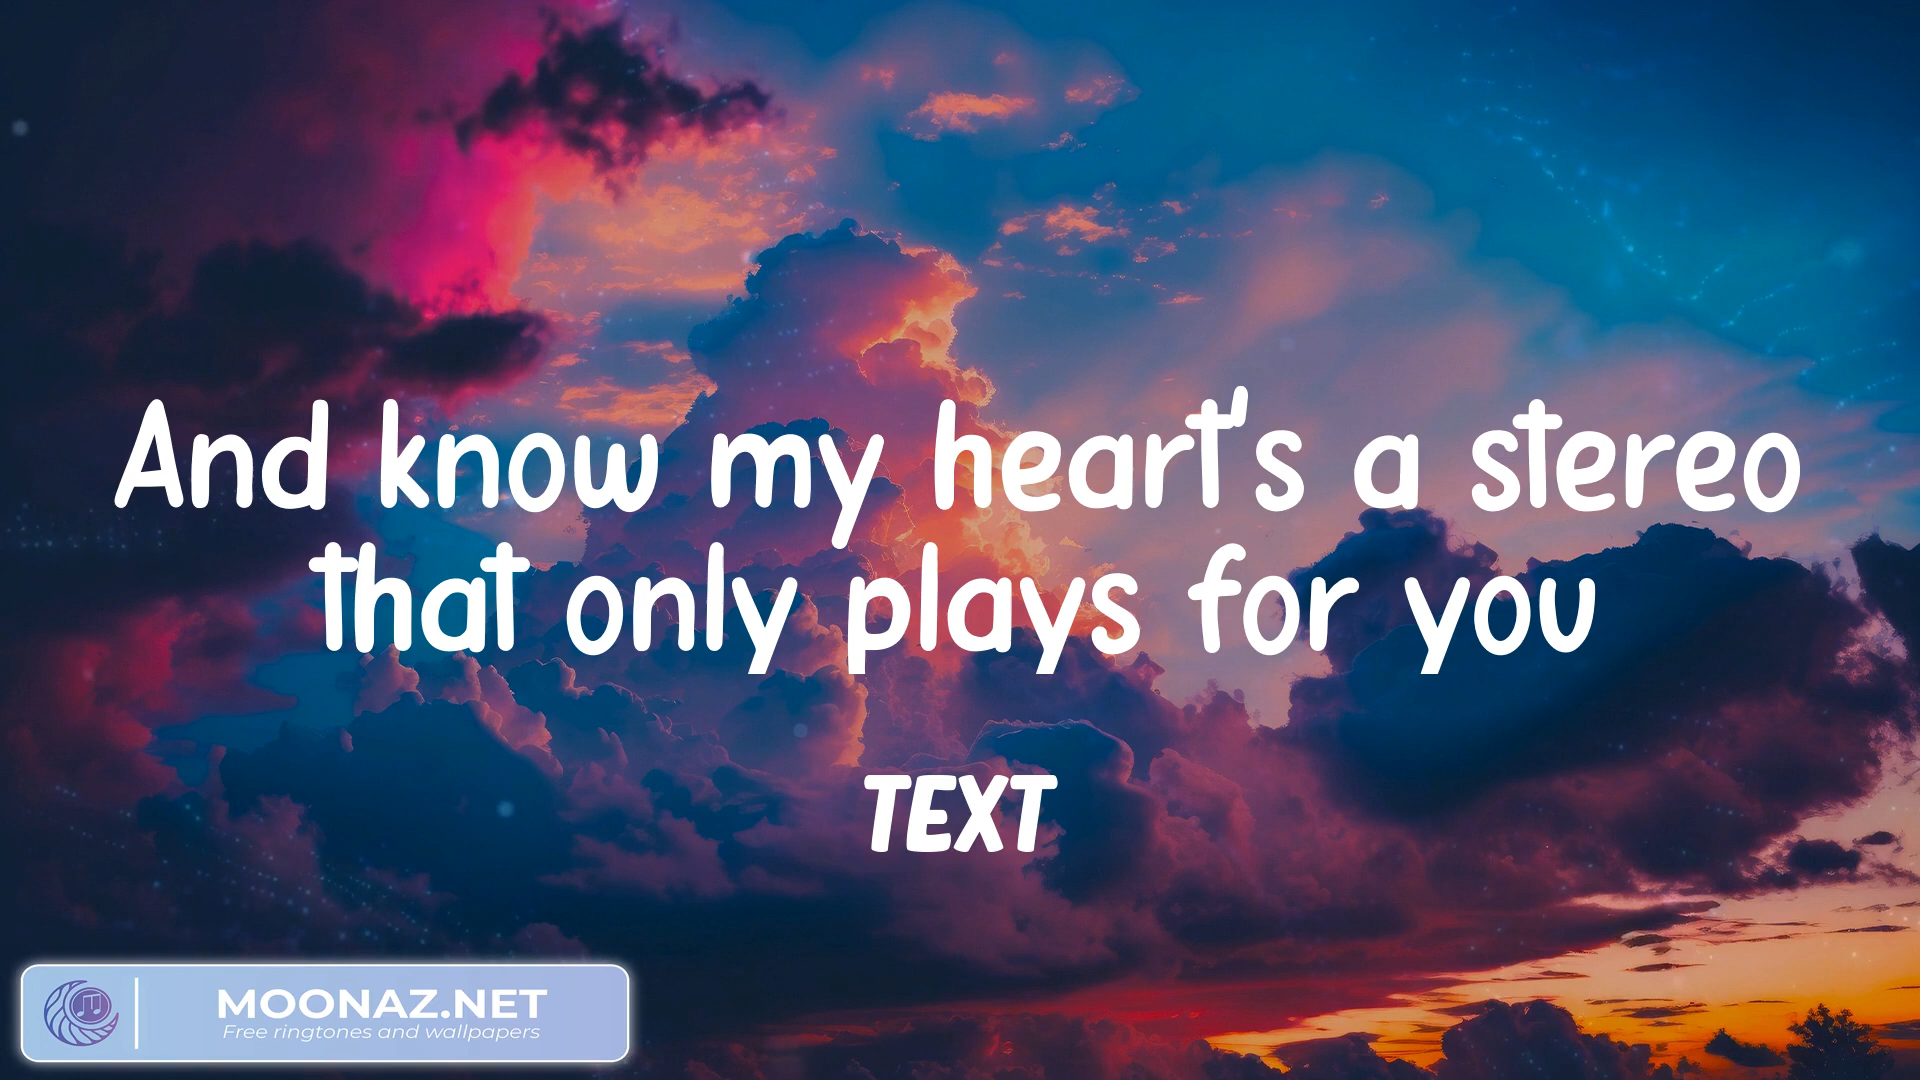 And know my heart's a stereo
that only plays for you
TEXT
MOONAZ.NET
Free ringtones and wallpapers